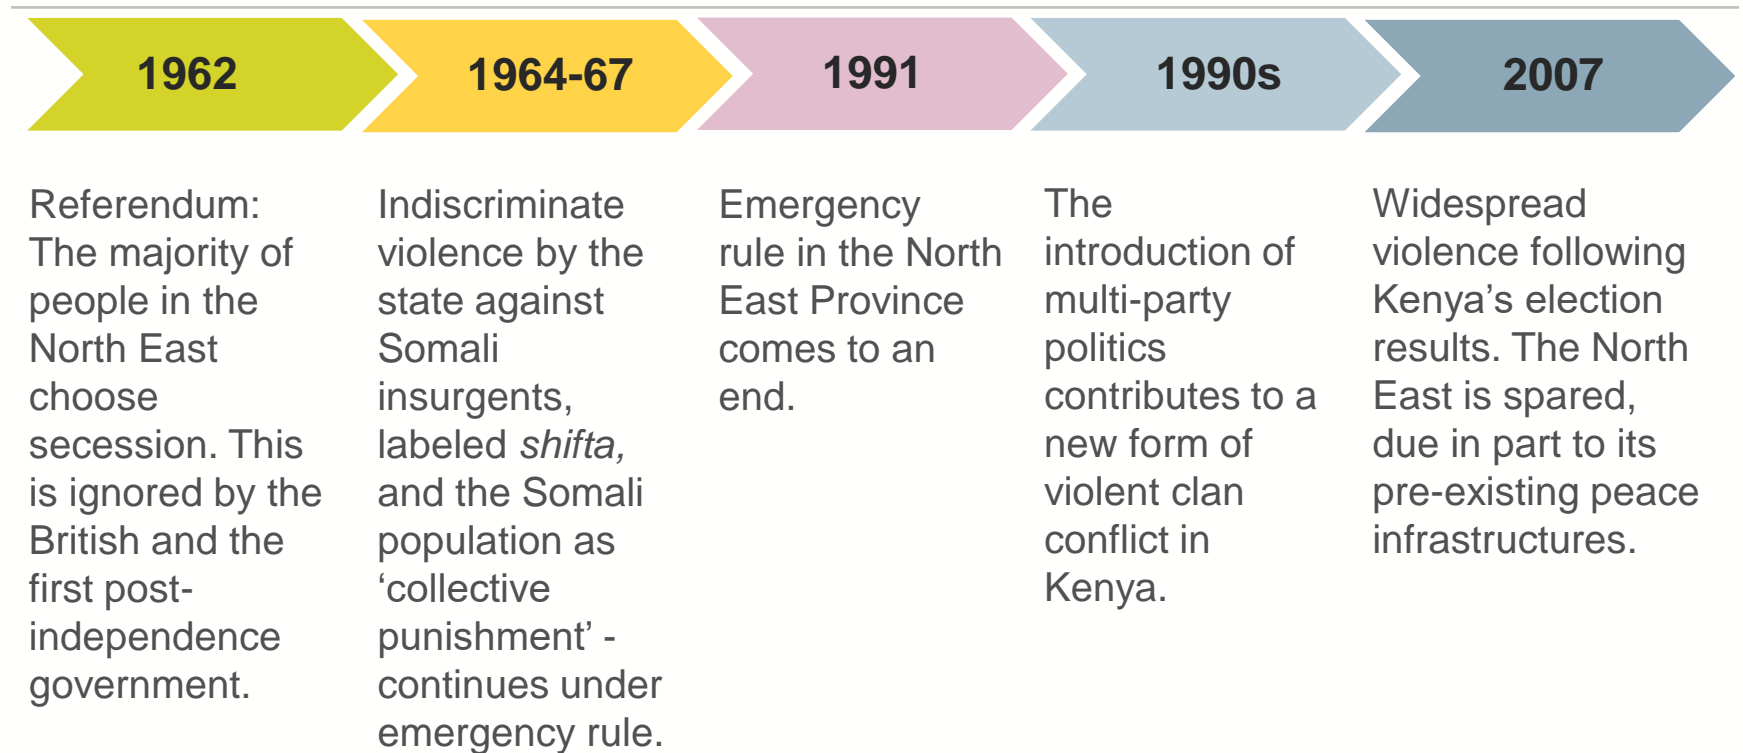 1962
Referendum:
The majority of
people in the
North East
choose
secession. This
is ignored by the
British and the
first post-
independence
government.
1964-67
Indiscriminate
violence by the
state against
Somali
insurgents,
labeled shifta,
and the Somali
population as
‘collective
punishment’ -
continues under
emergency rule.
1991
Emergency
rule in the North
East Province
comes to an
end.
1990s
The
introduction of
multi-party
politics
contributes to a
new form of
violent clan
conflict in
Kenya.
2007
Widespread
violence following
Kenya’s election
results. The North
East is spared,
due in part to its
pre-existing peace
infrastructures.